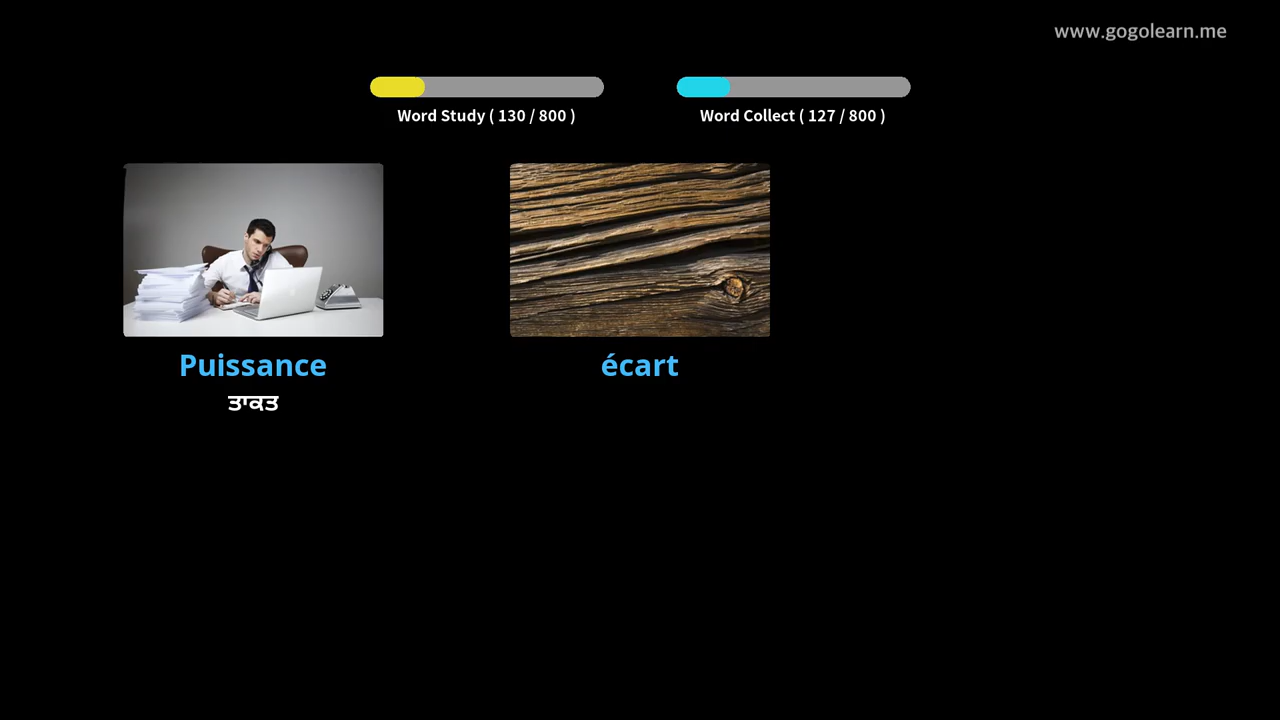 www.gogolearn.me
Word Study ( 130 / 800 )
Word Collect ( 127 / 800 )
Puissance
écart
ਤਾਕਤ